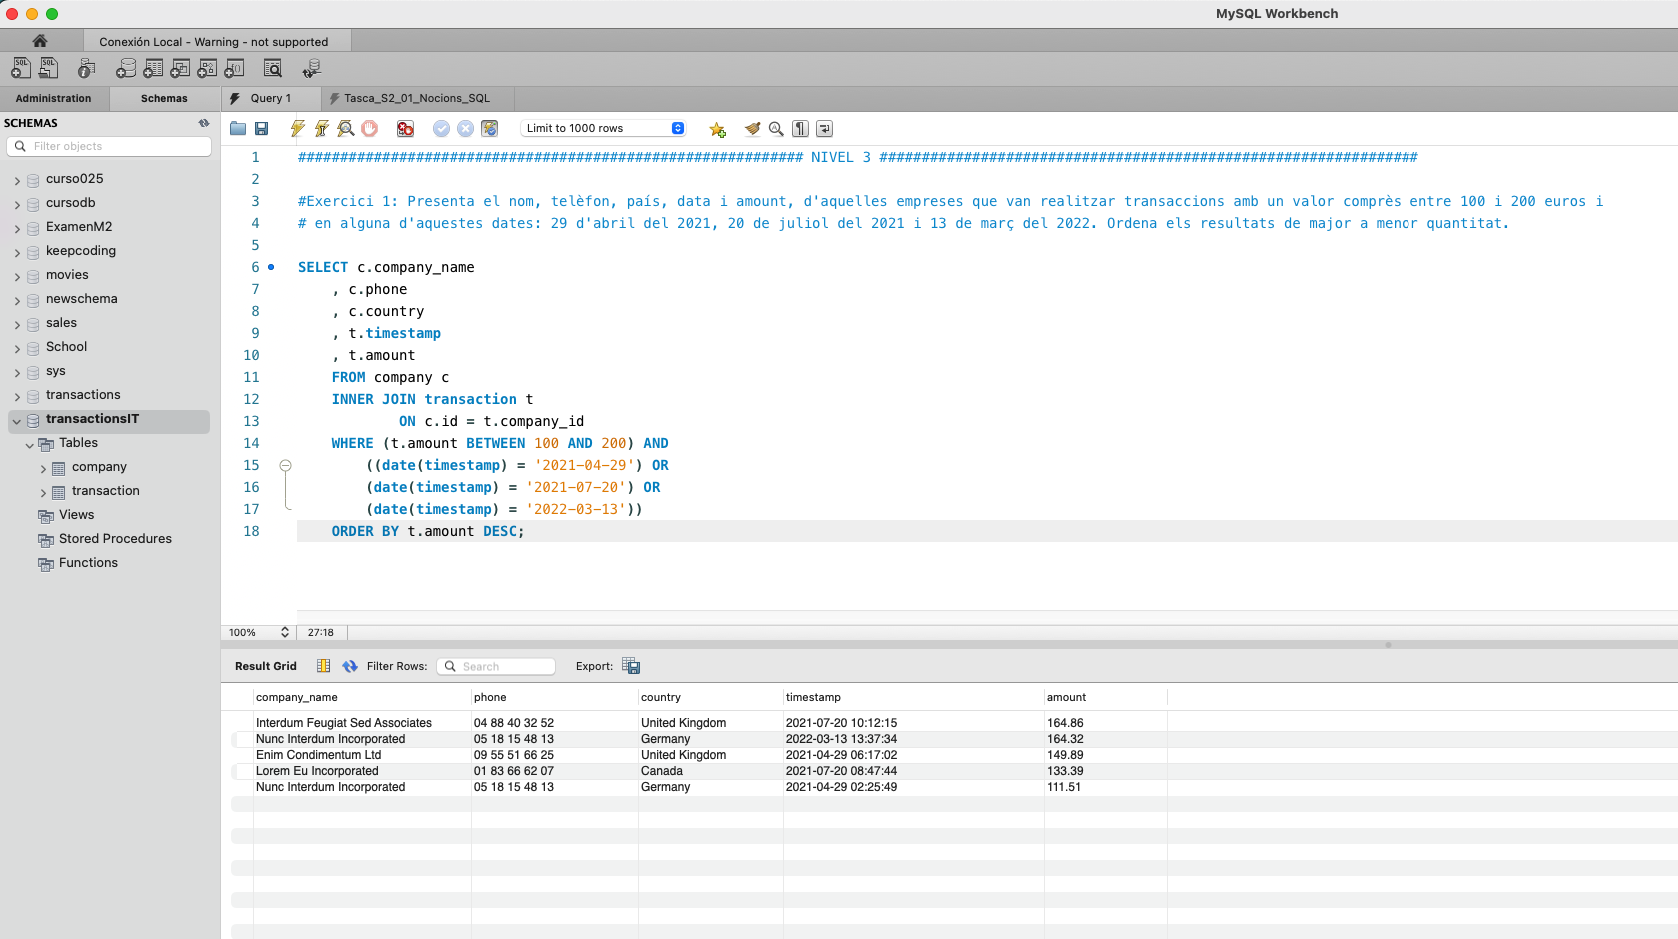 MySQL Workbench
Conexión Local - Warning - not supported
Administration
Schemas
Query 1
Tasca_S2_01_Nocions_SQL
SCHEMAS
Filter objects
curso025
cursodb
ExamenM2
keepcoding
movies
newschema
sales
School
sys
transactions
transactionsIT
Tables
company
transaction
Views
Stored Procedures
Functions
Limit to 1000 rows
1 ############################################################ NIVEL 3 ################################################################
2
3 #Exercici 1: Presenta el nom, telèfon, país, data i amount, d'aquelles empreses que van realitzar transaccions amb un valor comprès entre 100 i 200 euros i
4 # en alguna d'aquestes dates: 29 d'abril del 2021, 20 de juliol del 2021 i 13 de març del 2022. Ordena els resultats de major a menor quantitat.
5
6 SELECT c.company_name
7 , c.phone
8 , c.country
9 , t.timestamp
10 , t.amount
11 FROM company c
12 INNER JOIN transaction t
13 ON c.id = t.company_id
14 WHERE (t.amount BETWEEN 100 AND 200) AND
15 ((date(timestamp) = '2021-04-29') OR
16 (date(timestamp) = '2021-07-20') OR
17 (date(timestamp) = '2022-03-13'))
18 ORDER BY t.amount DESC;
100% 27:18
Result Grid Filter Rows: Search Export:
company_name phone country timestamp amount
Interdum Feugiat Sed Associates 04 88 40 32 52 United Kingdom 2021-07-20 10:12:15 164.86
Nunc Interdum Incorporated 05 18 15 48 13 Germany 2022-03-13 13:37:34 164.32
Enim Condimentum Ltd 09 55 51 66 25 United Kingdom 2021-04-29 06:17:02 149.89
Lorem Eu Incorporated 01 83 66 62 07 Canada 2021-07-20 08:47:44 133.39
Nunc Interdum Incorporated 05 18 15 48 13 Germany 2021-04-29 02:25:49 111.51